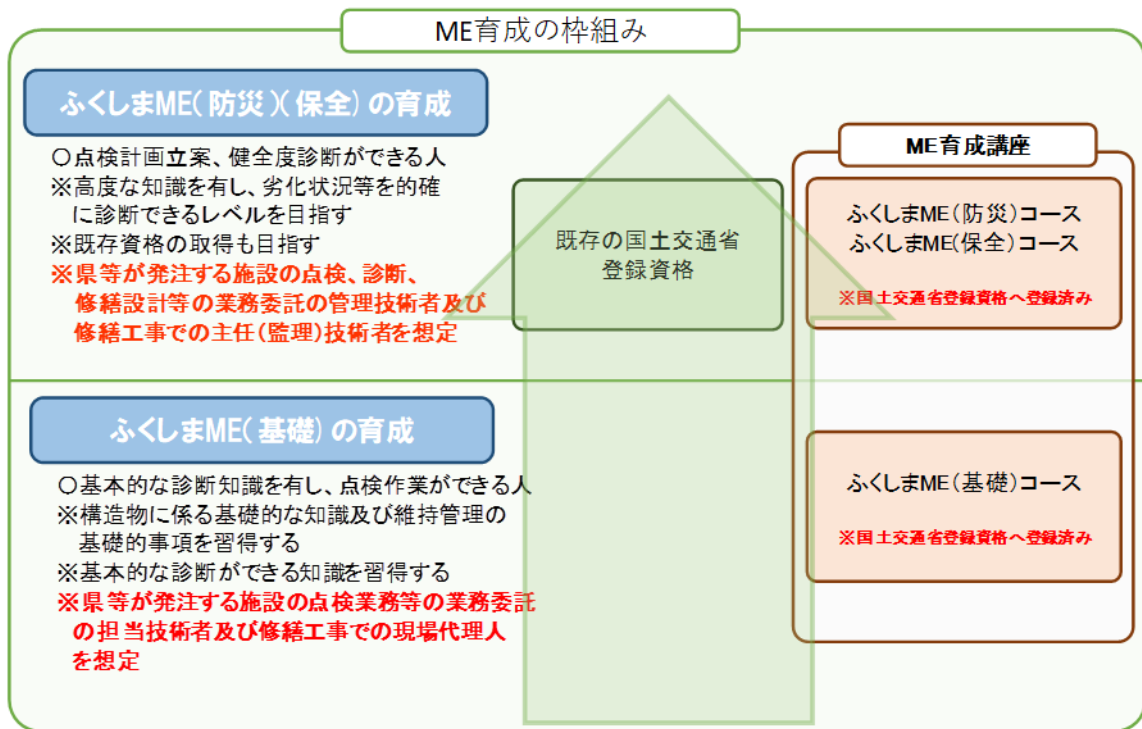 ME育成の枠組み
ふくしまME(防災)(保全)の育成
○点検計画立案、健全度診断ができる人
※高度な知識を有し、劣化状況等を的確
に診断できるレベルを目指す
※既存資格の取得も目指す
※県等が発注する施設の点検、診断、
修繕設計等の業務委託の管理技術者及び
修繕工事での主任(監理)技術者を想定
既存の国土交通省
登録資格
ME育成講座
ふくしまME(防災)コース
ふくしまME(保全)コース
※国土交通省登録資格へ登録済み
ふくしまME(基礎)の育成
○基本的な診断知識を有し、点検作業ができる人
※構造物に係る基礎的な知識及び維持管理の
基礎的事項を習得する
※基本的な診断ができる知識を習得する
※県等が発注する施設の点検業務等の業務委託
の担当技術者及び修繕工事での現場代理人
を想定
ふくしまME(基礎)コース
※国土交通省登録資格へ登録済み